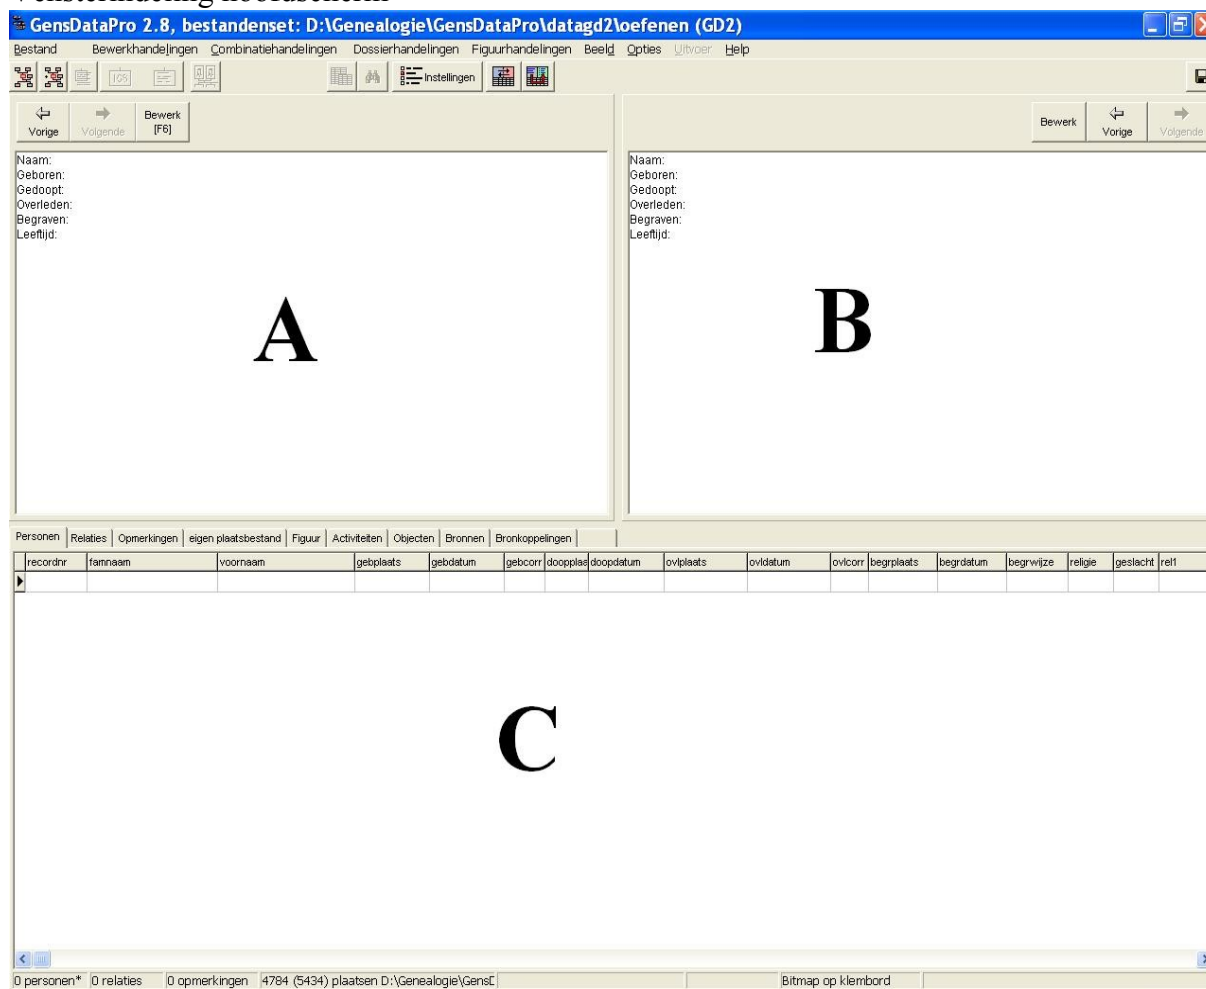 Vensterindeling hoofdscherm
GensDataPro 2.8, bestandenset: D:\Genealogie\GensDataPro\datagd2\oefenen (GD2)
Bestand Bewerkhandelingen Combinatiehandelingen Dossierhandelingen Figuurhandelingen Beeld Opties Uitvoer Help
Instellingen
Vorige Volgende Bewerk [F6] Bewerk Vorige Volgende
Naam: Naam:
Geboren: Geboren:
Gedoopt: Gedoopt:
Overleden: Overleden:
Begraven: Begraven:
Leeftijd: Leeftijd:
A B
Personen Relaties Opmerkingen eigen plaatsbestand Figuur Activiteiten Objecten Bronnen Bronkoppelingen
recordnr famnaam voornaam gebplaats gebdatum gebcorr doopplaa doopdatum ovlplaats ovldatum ovlcorr begrplaats begrdatum begrwijze religie geslacht rel1
C
0 personen* 0 relaties 0 opmerkingen 4784 (5434) plaatsen D:\Genealogie\GensD Bitmap op klembord